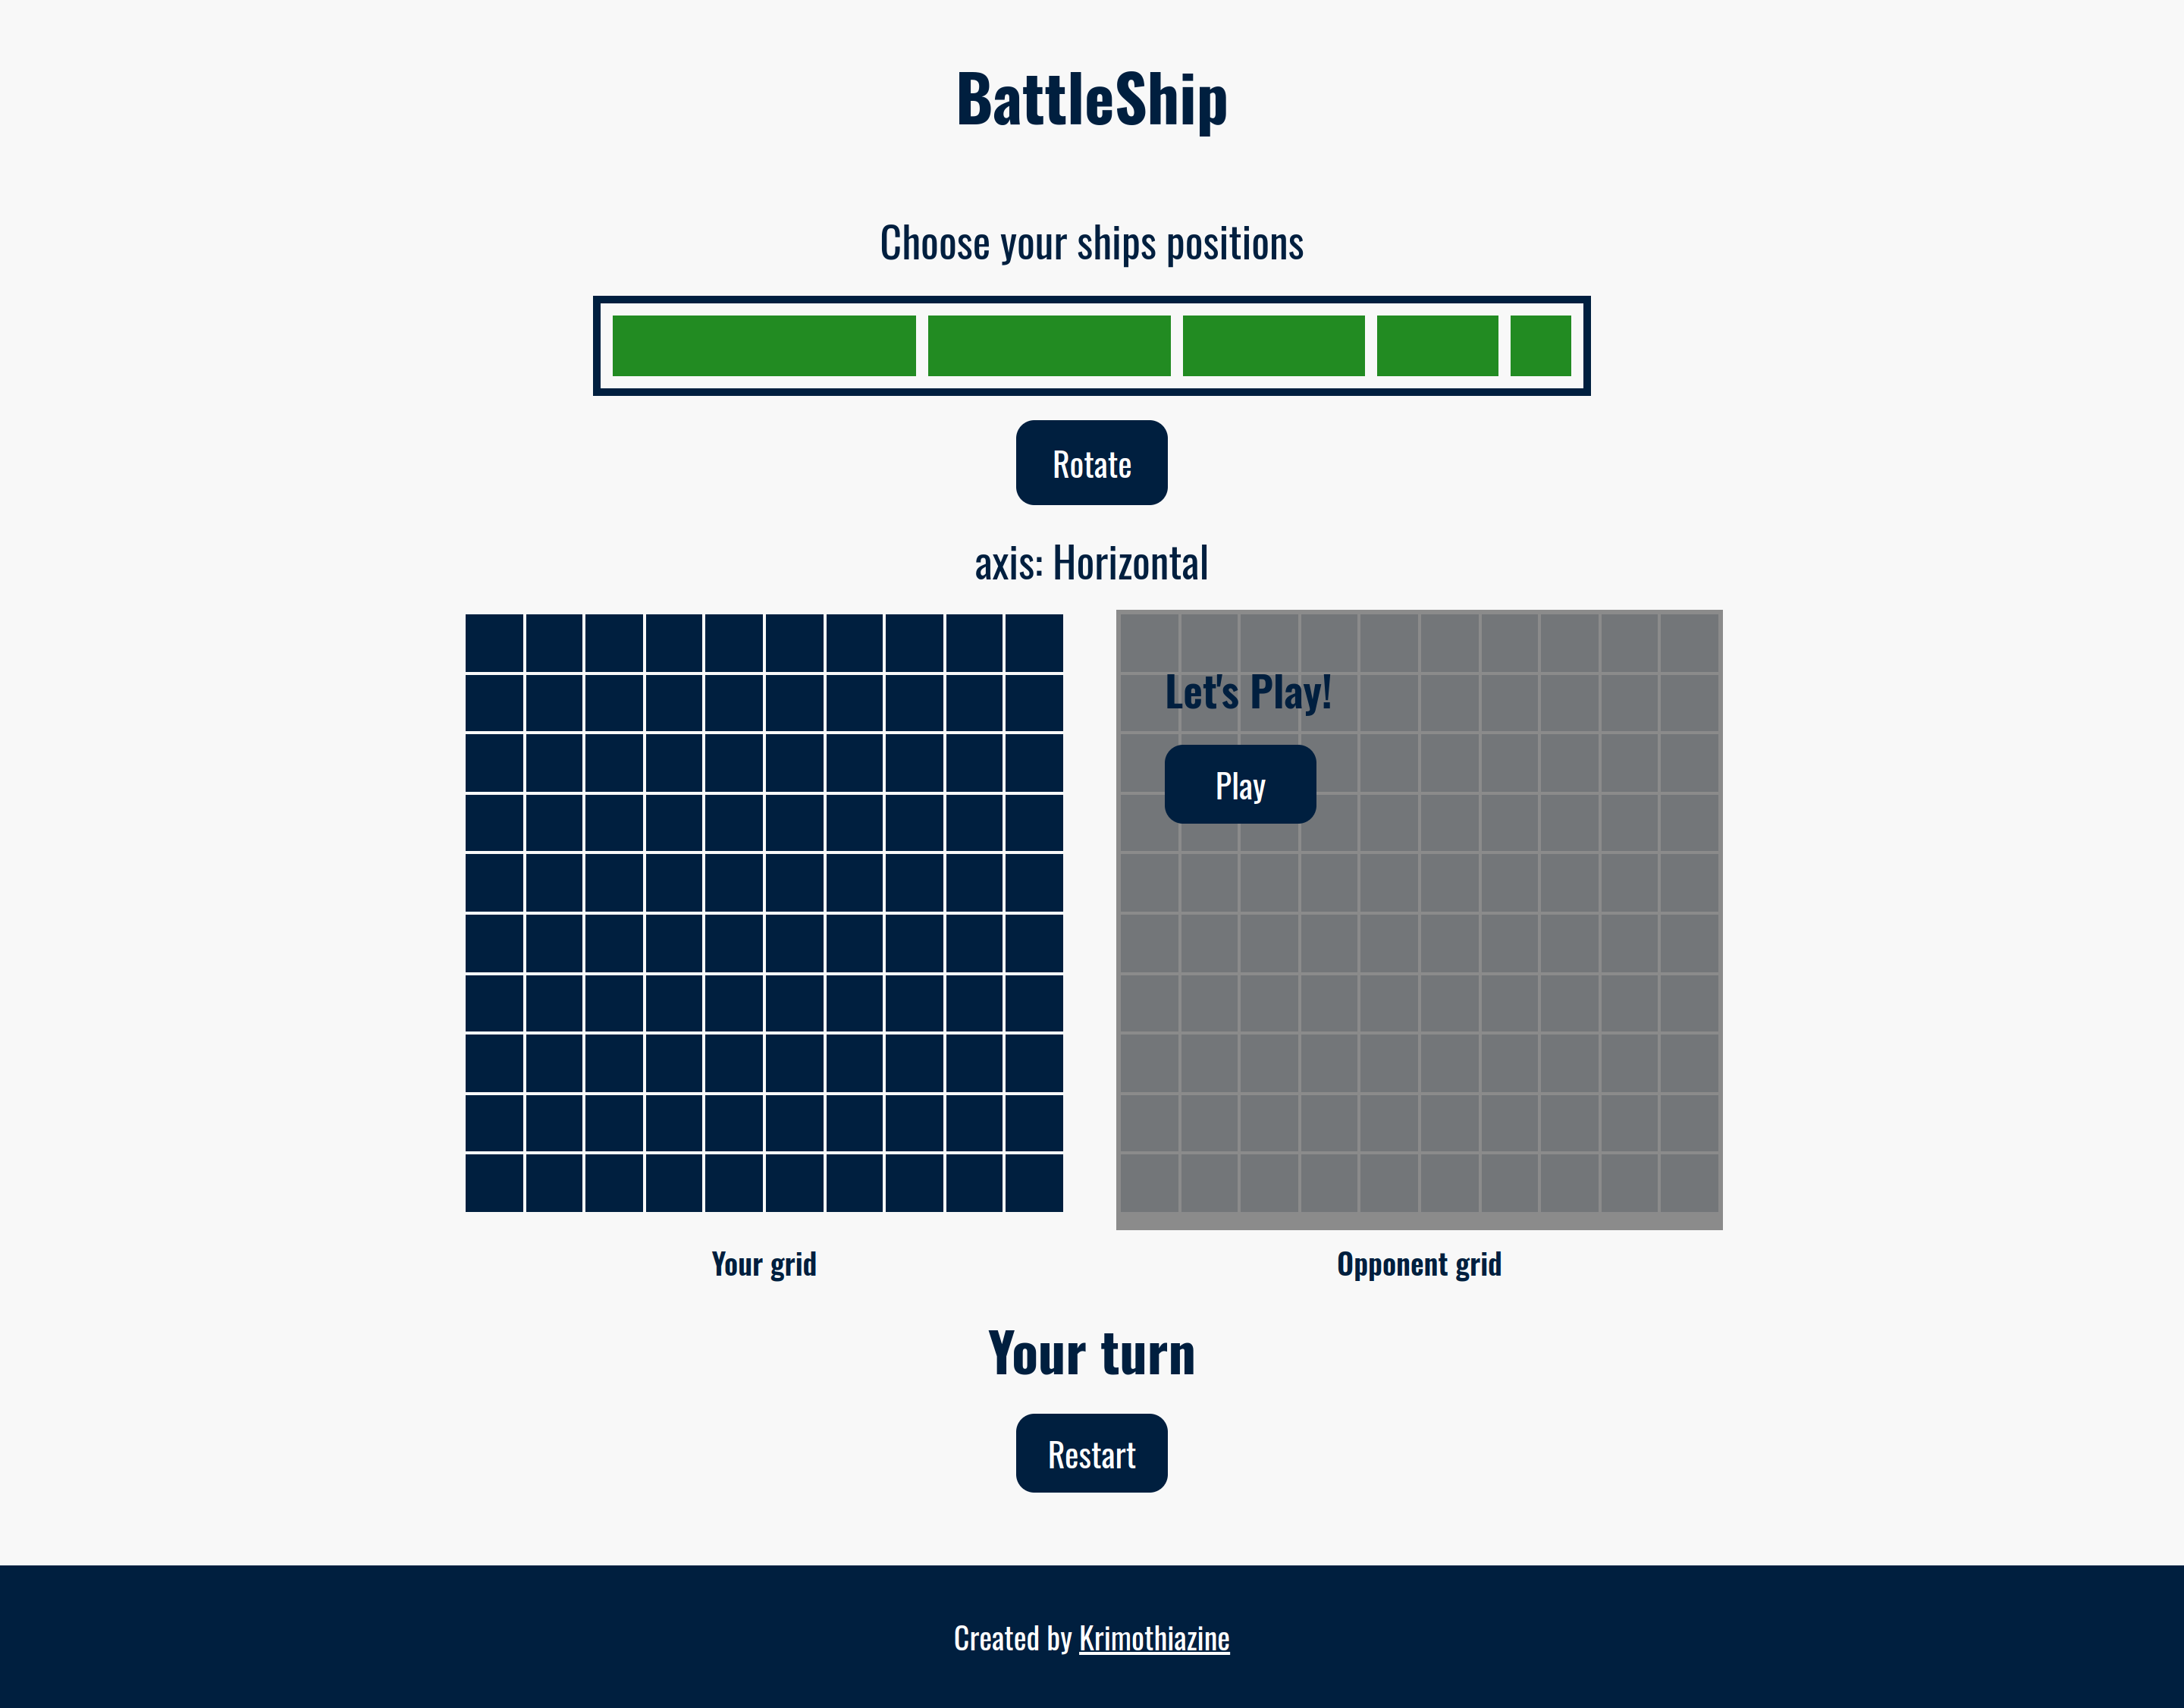 BattleShip
Choose your ships positions
Rotate
axis: Horizontal
Let's Play!
Play
Your grid
Opponent grid
Your turn
Restart
Created by Krimothiazine